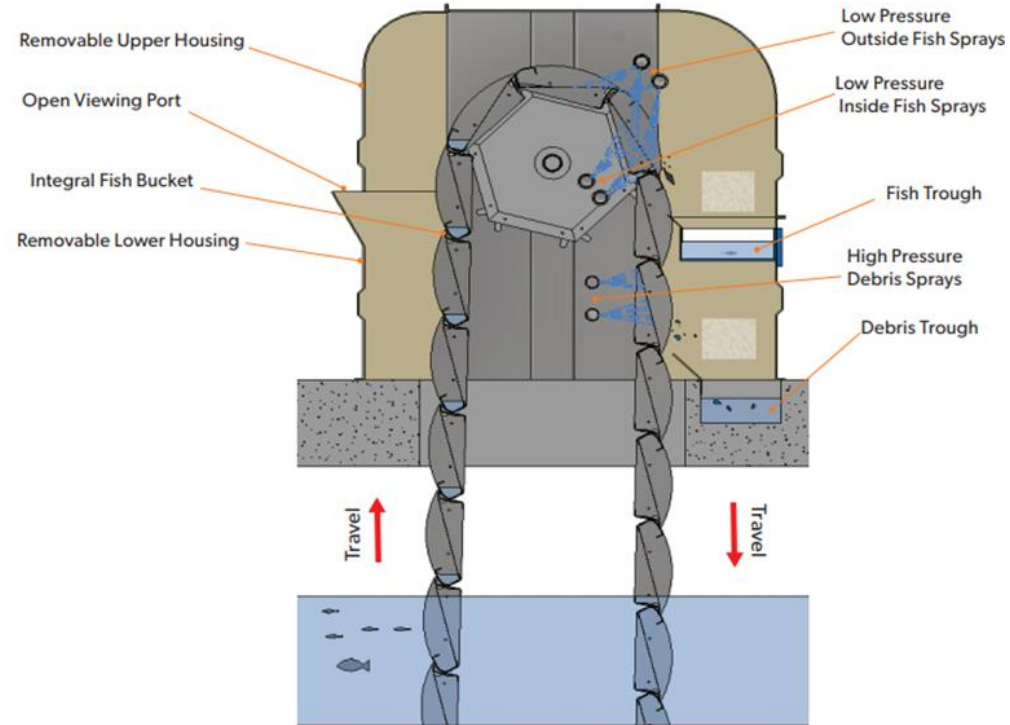 Removable Upper Housing
Open Viewing Port
Integral Fish Bucket
Removable Lower Housing
Low Pressure
Outside Fish Sprays
Low Pressure
Inside Fish Sprays
Fish Trough
High Pressure
Debris Sprays
Debris Trough
Travel
Travel